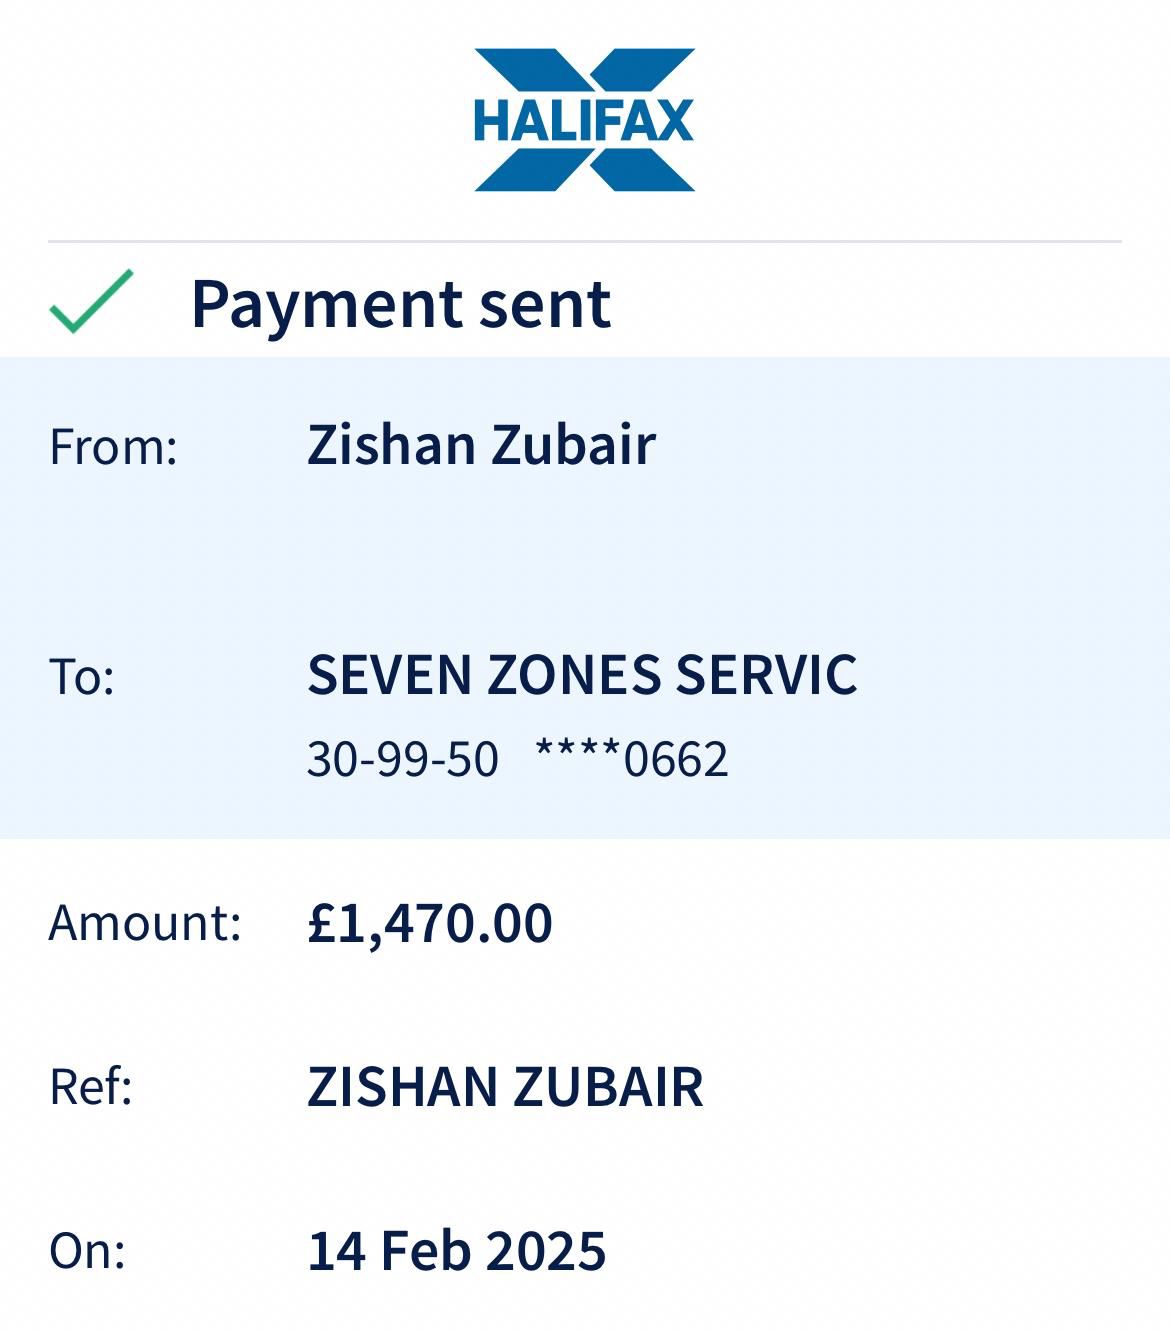 HALIFAX
Payment sent
From: Zishan Zubair
To: SEVEN ZONES SERVIC
30-99-50 ****0662
Amount: £1,470.00
Ref: ZISHAN ZUBAIR
On: 14 Feb 2025